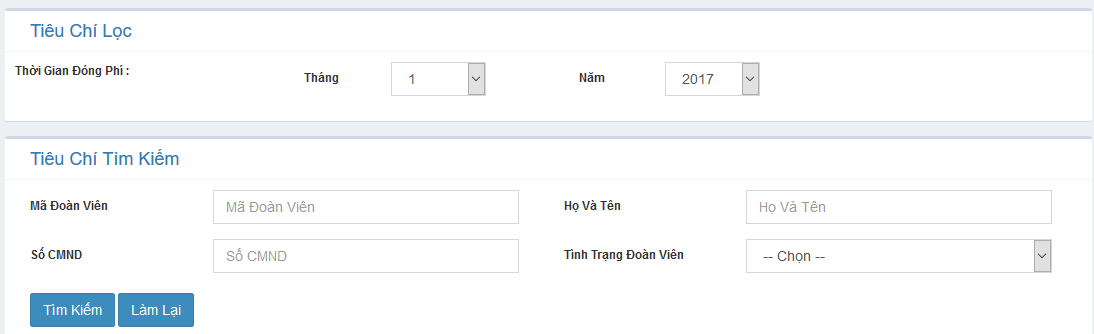 Tiêu Chí Lọc
Thời Gian Đóng Phí : Tháng 1 Năm 2017
Tiêu Chí Tìm Kiếm
Mã Đoàn Viên Mã Đoàn Viên Họ Và Tên Họ Và Tên
Số CMND Số CMND Tình Trạng Đoàn Viên -- Chọn --
Tìm Kiếm Làm Lại